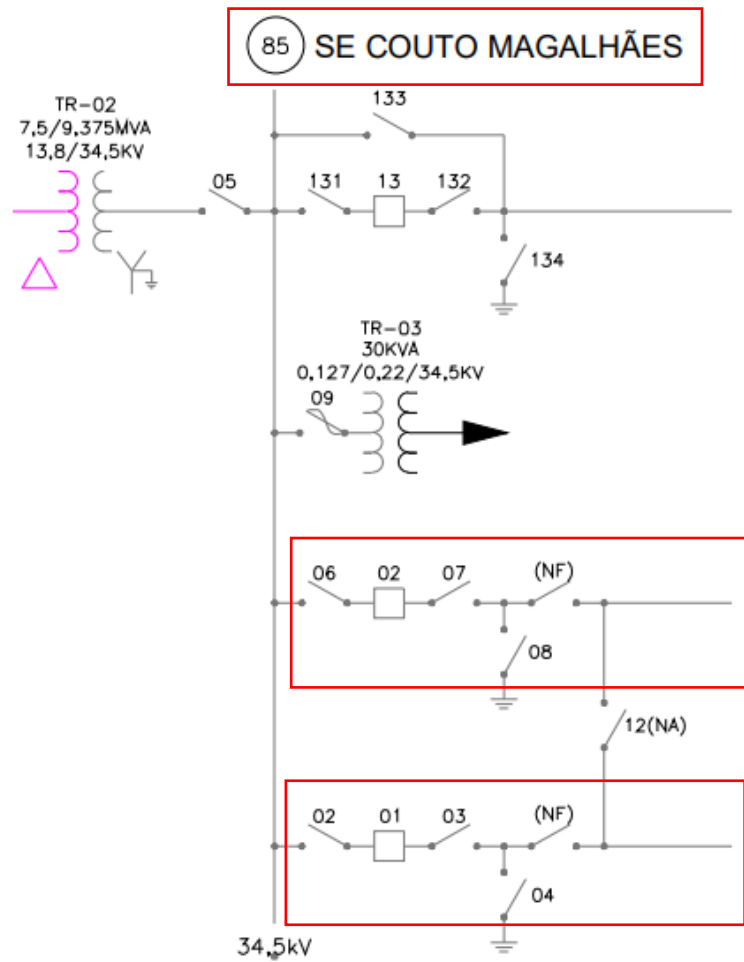 85 SE COUTO MAGALHÃES
TR-02
7,5/9,375MVA
13,8/34,5KV
133
05
131 13 132
134
TR-03
30KVA
0,127/0,22/34,5KV
09
06 02 07 (NF)
08
12(NA)
02 01 03 (NF)
04
34,5kV